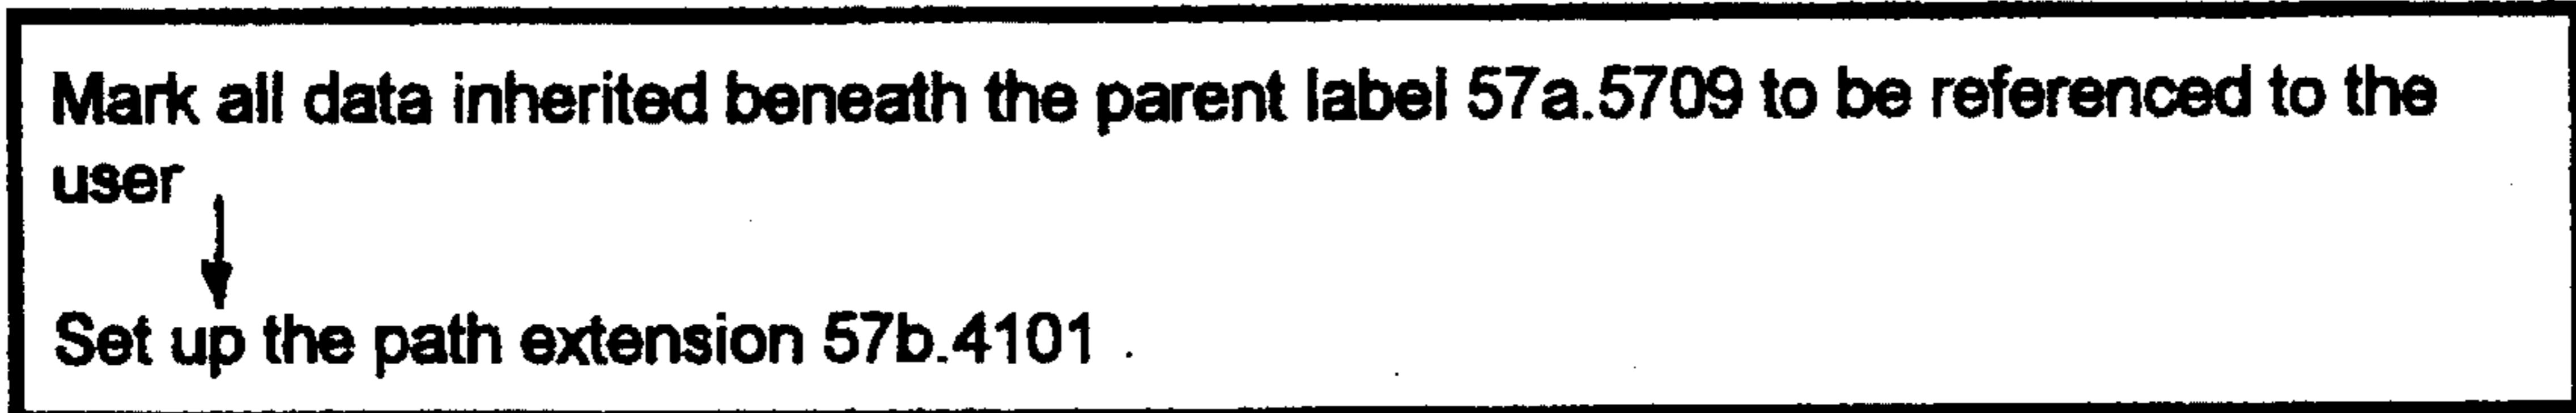 Mark all data inherited beneath the parent label 57a.5709 to be referenced to the
user
Set up the path extension 57b.4101